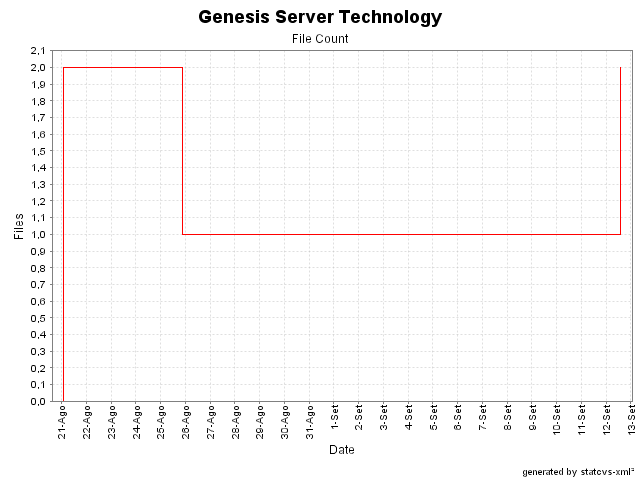 Genesis Server Technology
File Count
2,1
2,0
1,9
1,8
1,7
1,6
1,5
1,4
1,3
1,2
1,1
1,0
0,9
0,8
0,7
0,6
0,5
0,4
0,3
0,2
0,1
0,0
Files
21-Ago
22-Ago
23-Ago
24-Ago
25-Ago
26-Ago
27-Ago
28-Ago
29-Ago
30-Ago
31-Ago
1-Set
2-Set
3-Set
4-Set
5-Set
6-Set
7-Set
8-Set
9-Set
10-Set
11-Set
12-Set
13-Set
Date
generated by statcvs-xml²